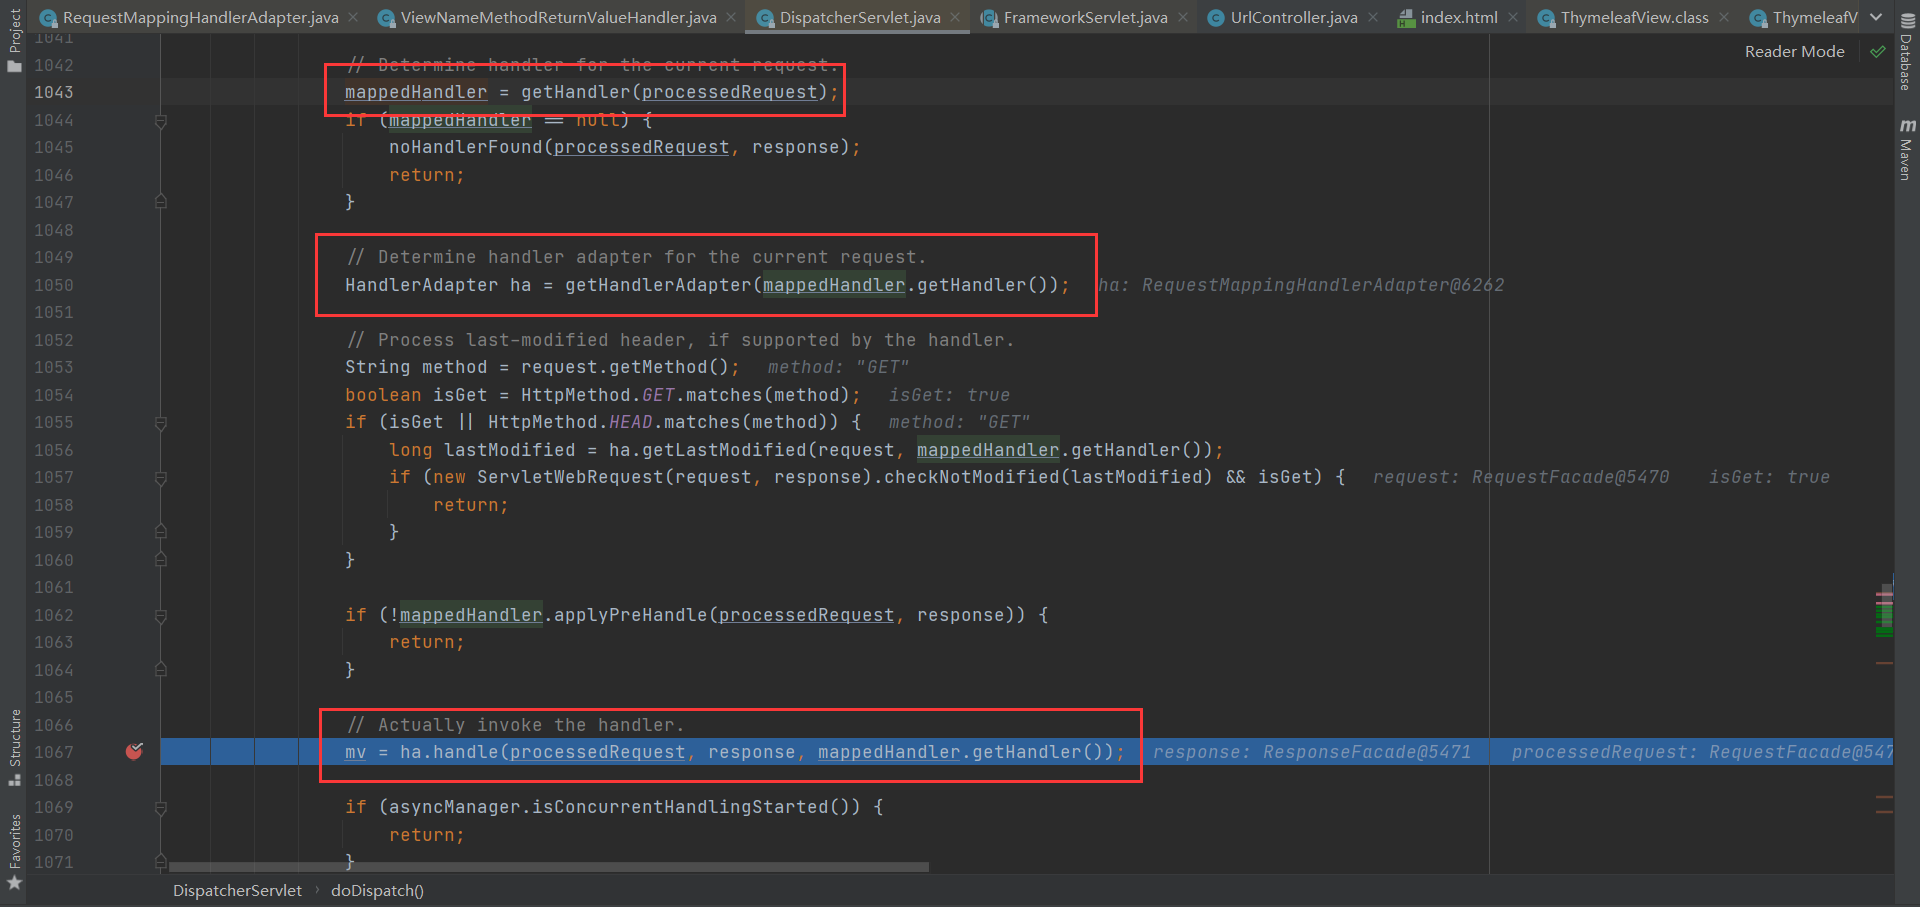 RequestMappingHandlerAdapter.java ViewNameMethodReturnValueHandler.java DispatcherServlet.java FrameworkServlet.java UrlController.java index.html ThymeleafView.class ThymeleafV
Project
Structure
Favorites
Database
Maven
Reader Mode
1041
1042 // Determine handler for the current request.
1043 mappedHandler = getHandler(processedRequest);
1044 if (mappedHandler == null) {
1045 noHandlerFound(processedRequest, response);
1046 return;
1047 }
1048
1049 // Determine handler adapter for the current request.
1050 HandlerAdapter ha = getHandlerAdapter(mappedHandler.getHandler()); ha: RequestMappingHandlerAdapter@6262
1051
1052 // Process last-modified header, if supported by the handler.
1053 String method = request.getMethod(); method: "GET"
1054 boolean isGet = HttpMethod.GET.matches(method); isGet: true
1055 if (isGet || HttpMethod.HEAD.matches(method)) { method: "GET"
1056 long lastModified = ha.getLastModified(request, mappedHandler.getHandler());
1057 if (new ServletWebRequest(request, response).checkNotModified(lastModified) && isGet) { request: RequestFacade@5470 isGet: true
1058 return;
1059 }
1060 }
1061
1062 if (!mappedHandler.applyPreHandle(processedRequest, response)) {
1063 return;
1064 }
1065
1066 // Actually invoke the handler.
1067 mv = ha.handle(processedRequest, response, mappedHandler.getHandler()); response: ResponseFacade@5471 processedRequest: RequestFacade@547
1068
1069 if (asyncManager.isConcurrentHandlingStarted()) {
1070 return;
1071 }
DispatcherServlet › doDispatch()